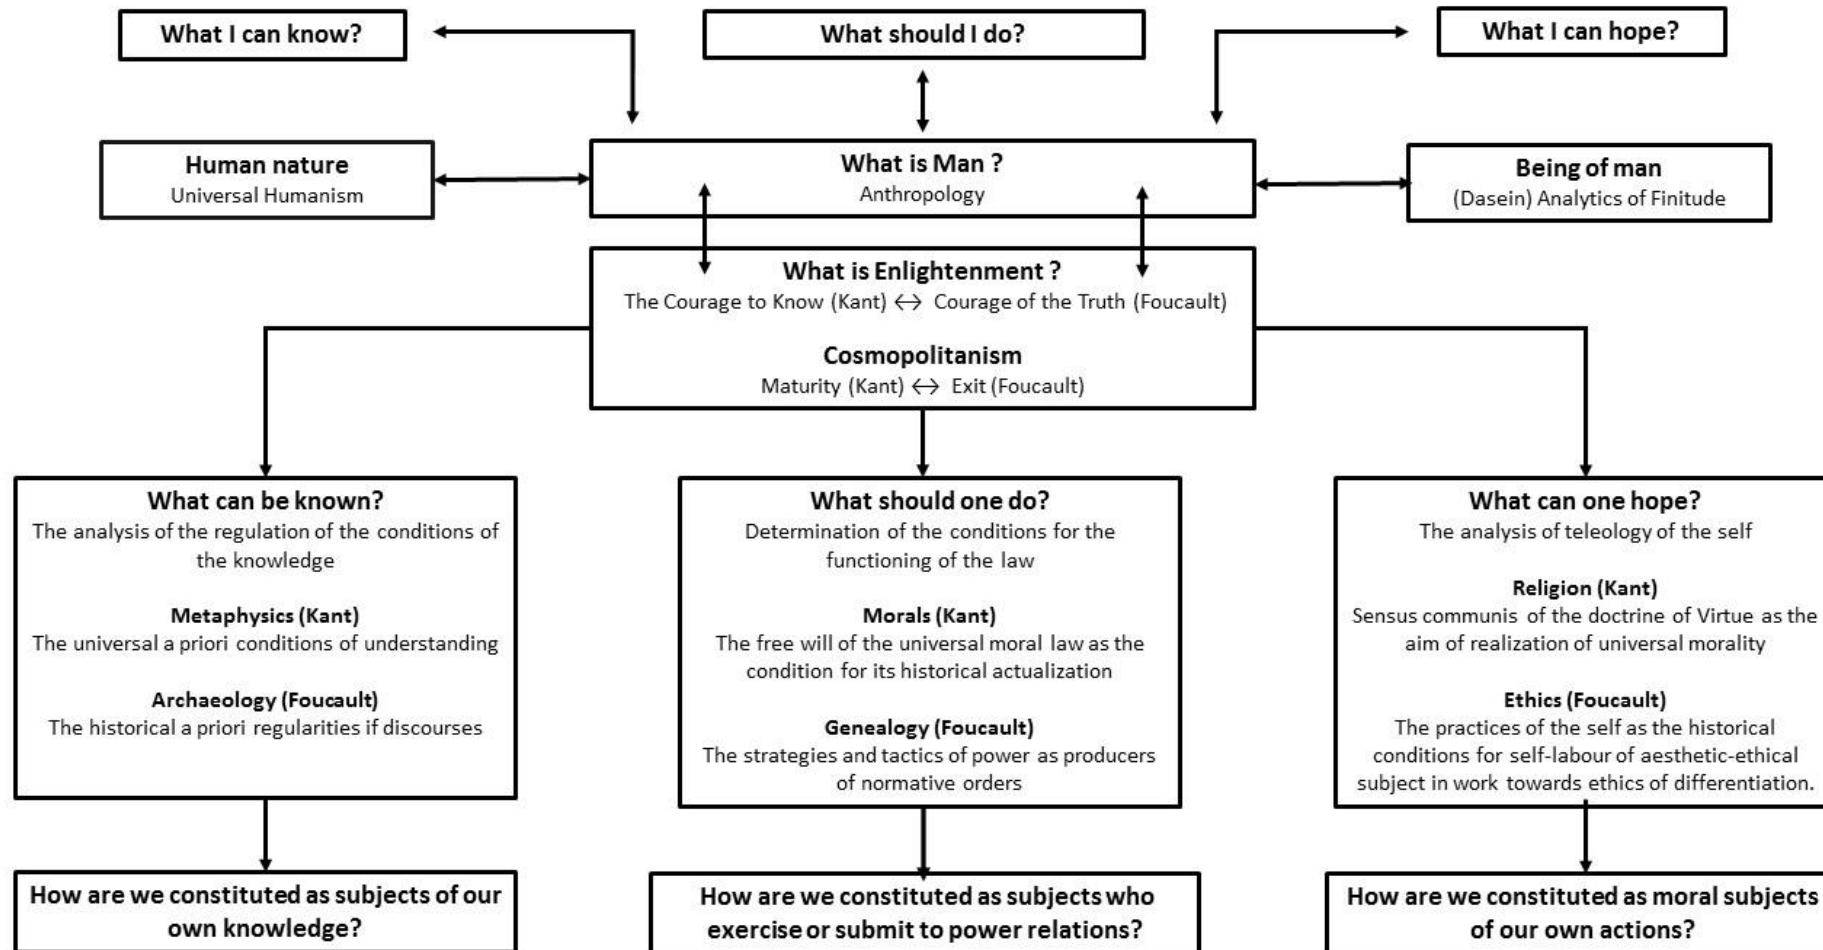 What I can know?
What should I do?
What I can hope?
Human nature
Universal Humanism
What is Man ?
Anthropology
Being of man
(Dasein) Analytics of Finitude
What is Enlightenment ?
The Courage to Know (Kant) ↔ Courage of the Truth (Foucault)
Cosmopolitanism
Maturity (Kant) ↔ Exit (Foucault)
What can be known?
The analysis of the regulation of the conditions of
the knowledge
Metaphysics (Kant)
The universal a priori conditions of understanding
Archaeology (Foucault)
The historical a priori regularities if discourses
What should one do?
Determination of the conditions for the
functioning of the law
Morals (Kant)
The free will of the universal moral law as the
condition for its historical actualization
Genealogy (Foucault)
The strategies and tactics of power as producers
of normative orders
What can one hope?
The analysis of teleology of the self
Religion (Kant)
Sensus communis of the doctrine of Virtue as the
aim of realization of universal morality
Ethics (Foucault)
The practices of the self as the historical
conditions for self-labour of aesthetic-ethical
subject in work towards ethics of differentiation.
How are we constituted as subjects of our
own knowledge?
How are we constituted as subjects who
exercise or submit to power relations?
How are we constituted as moral subjects
of our own actions?